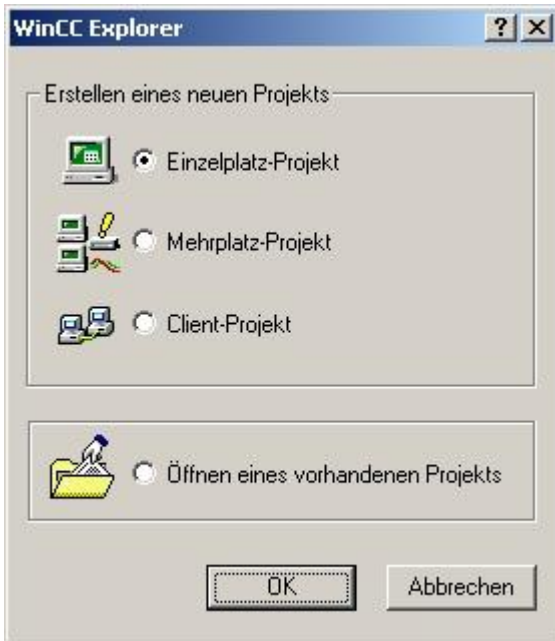 WinCC Explorer
Erstellen eines neuen Projekts
Einzelplatz-Projekt
Mehrplatz-Projekt
Client-Projekt
Öffnen eines vorhandenen Projekts
OK Abbrechen